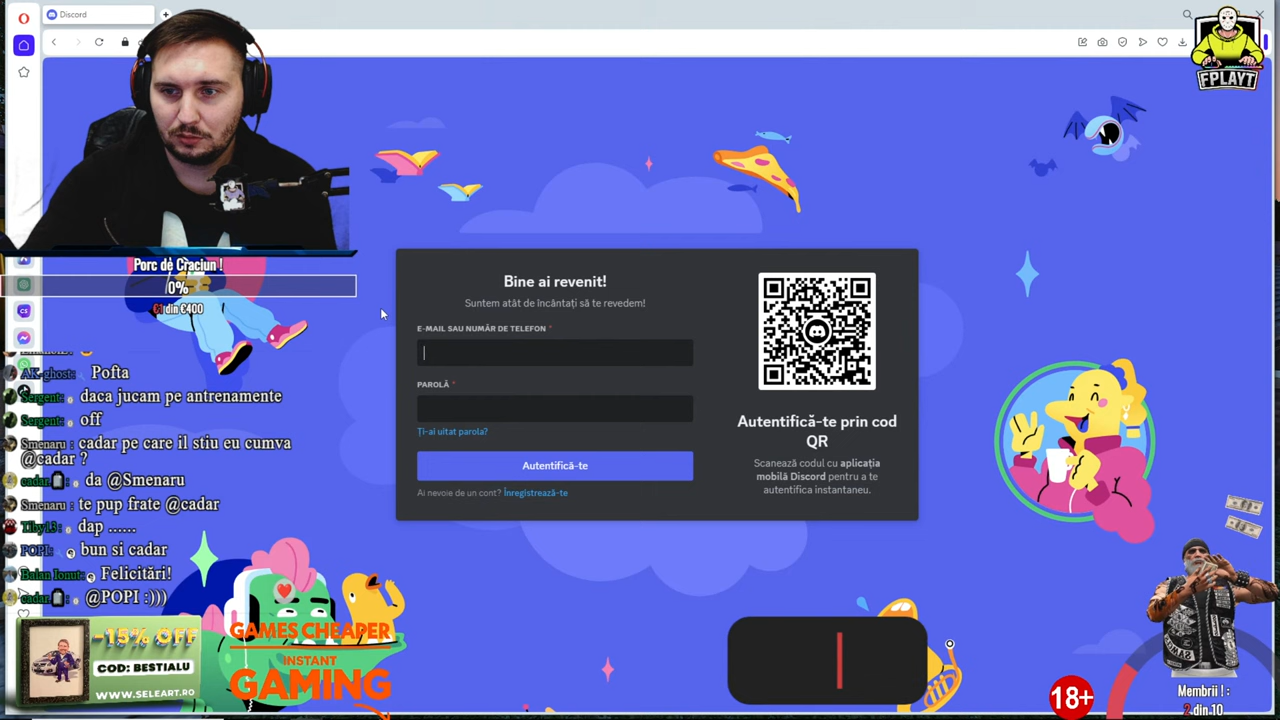 Discord
FPLAYT
Porc de Craciun !
0%
€1 din €400
Bine ai revenit!
Suntem atât de încântați să te revedem!
E-MAIL SAU NUMĂR DE TELEFON *
PAROLĂ *
Ți-ai uitat parola?
Autentifică-te
Ai nevoie de un cont? Înregistrează-te
Autentifică-te prin cod
QR
Scanează codul cu aplicația
mobilă Discord pentru a te
autentifica instantaneu.
AK-ghost: Pofta
Sergent: daca jucam pe antrenamente
Sergent: off
Smenaru : cadar pe care il stiu eu cumva
@cadar ?
cadar : da @Smenaru
Smenaru : te pup frate @cadar
Tiby13: dap ......
POPI: bun si cadar
Baian Ionut: Felicitări!
cadar : @POPI :)))
-15% OFF
COD: BESTIALU
WWW.SELEART.RO
GAMES CHEAPER
INSTANT
GAMING
18+
Membrii ! :
2 din 10